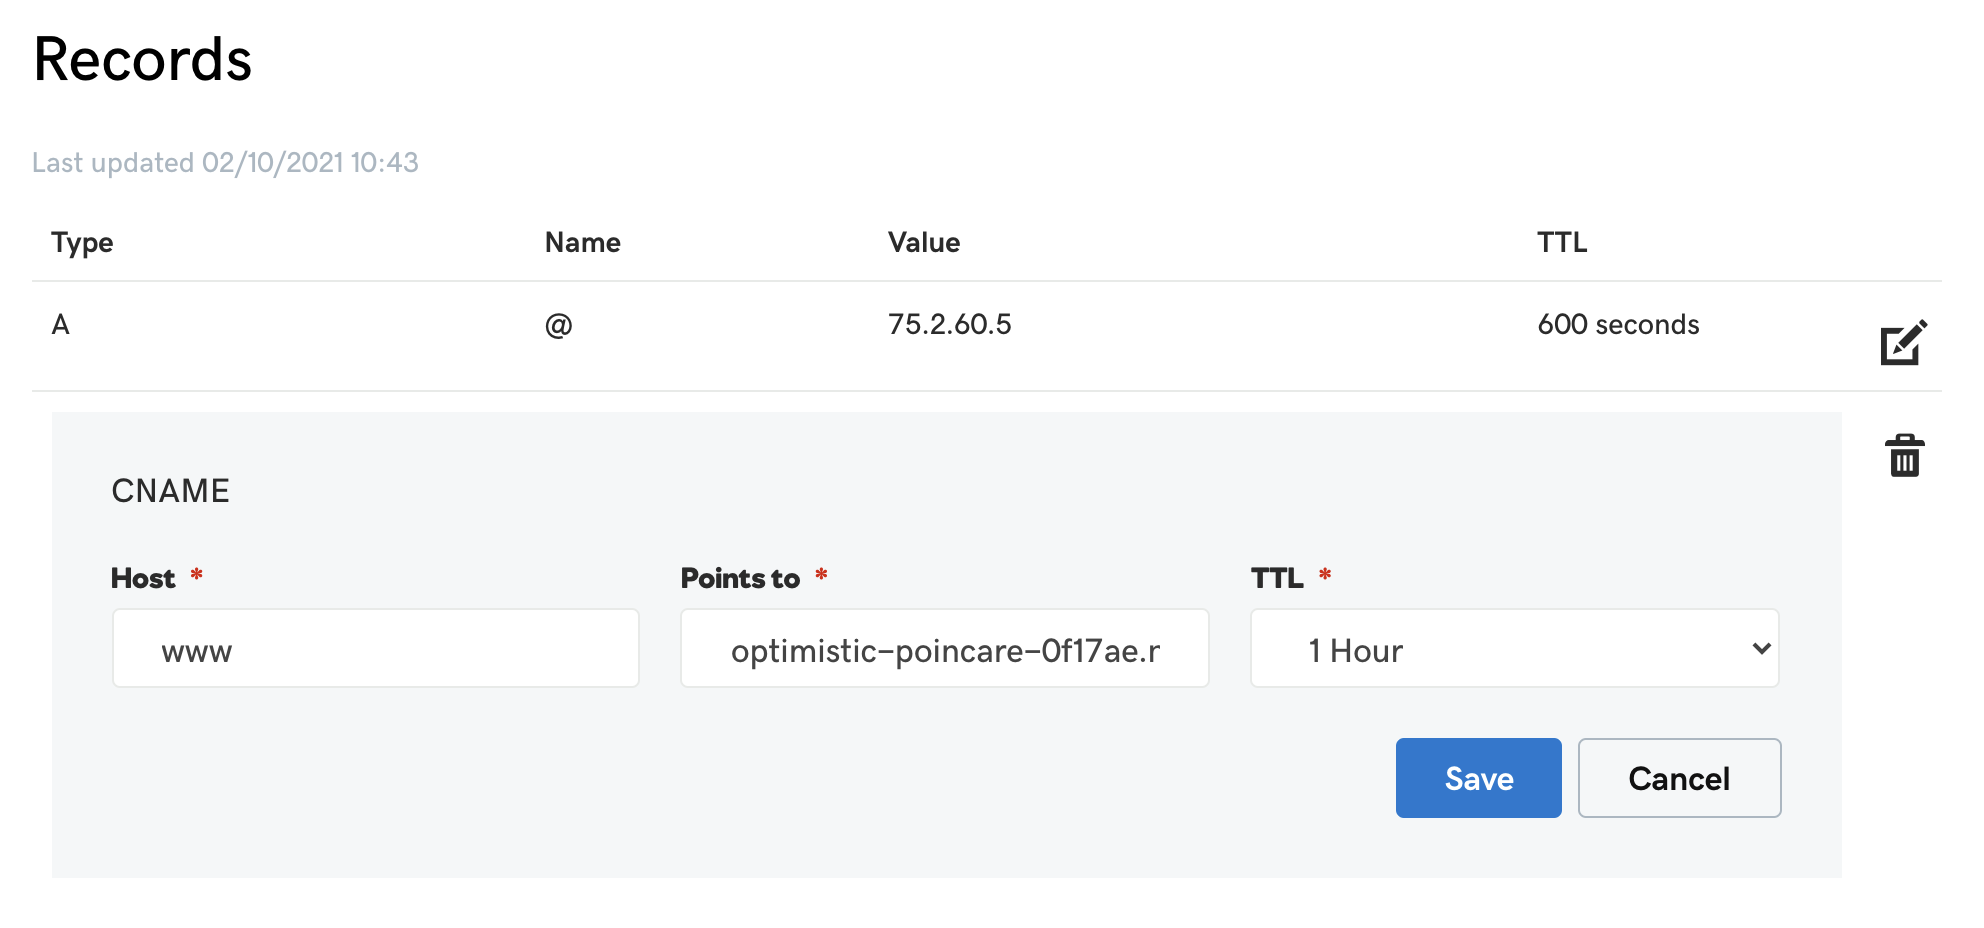 Records
Last updated 02/10/2021 10:43
Type Name Value TTL
A @ 75.2.60.5 600 seconds
CNAME
Host * Points to * TTL *
www optimistic-poincare-0f17ae.r 1 Hour
Save Cancel